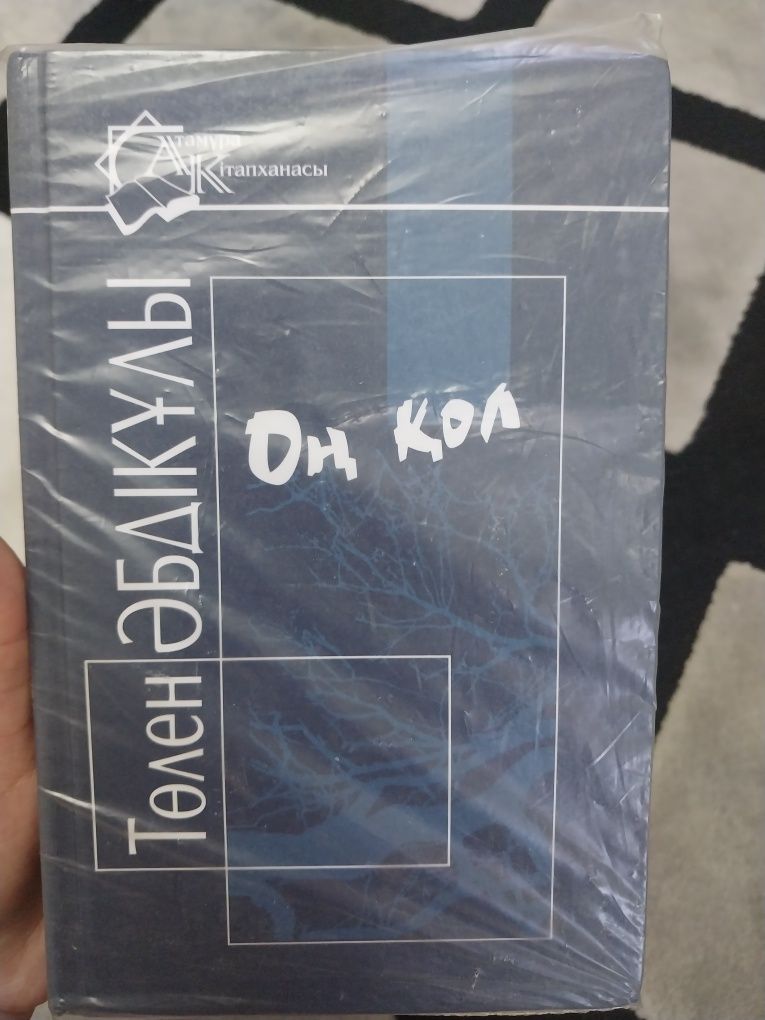 Атамұра
Кітапханасы
Төлен ӘБДІКҰЛЫ
Оң қол